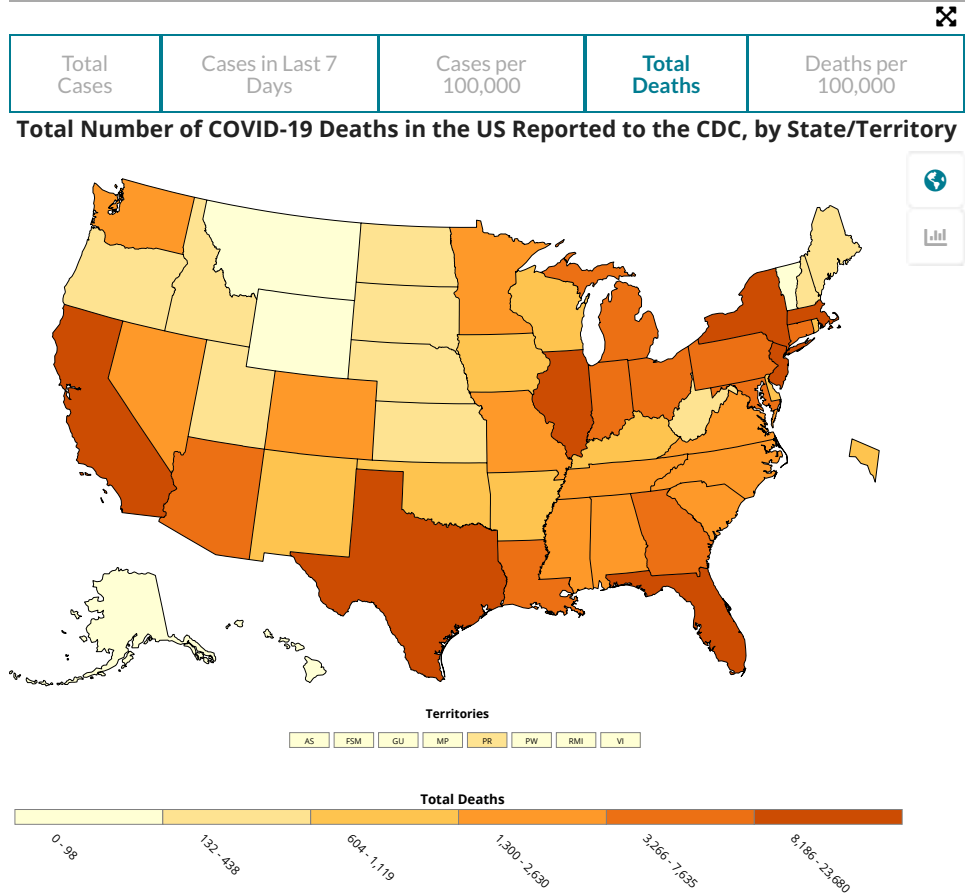 Total
Cases
Cases in Last 7
Days
Cases per
100,000
Total
Deaths
Deaths per
100,000
Total Number of COVID-19 Deaths in the US Reported to the CDC, by State/Territory
Territories
AS FSM GU MP PR PW RMI VI
Total Deaths
0 - 98
132 - 438
604 - 1,119
1,300 - 2,630
3,266 - 7,635
8,186 - 23,680